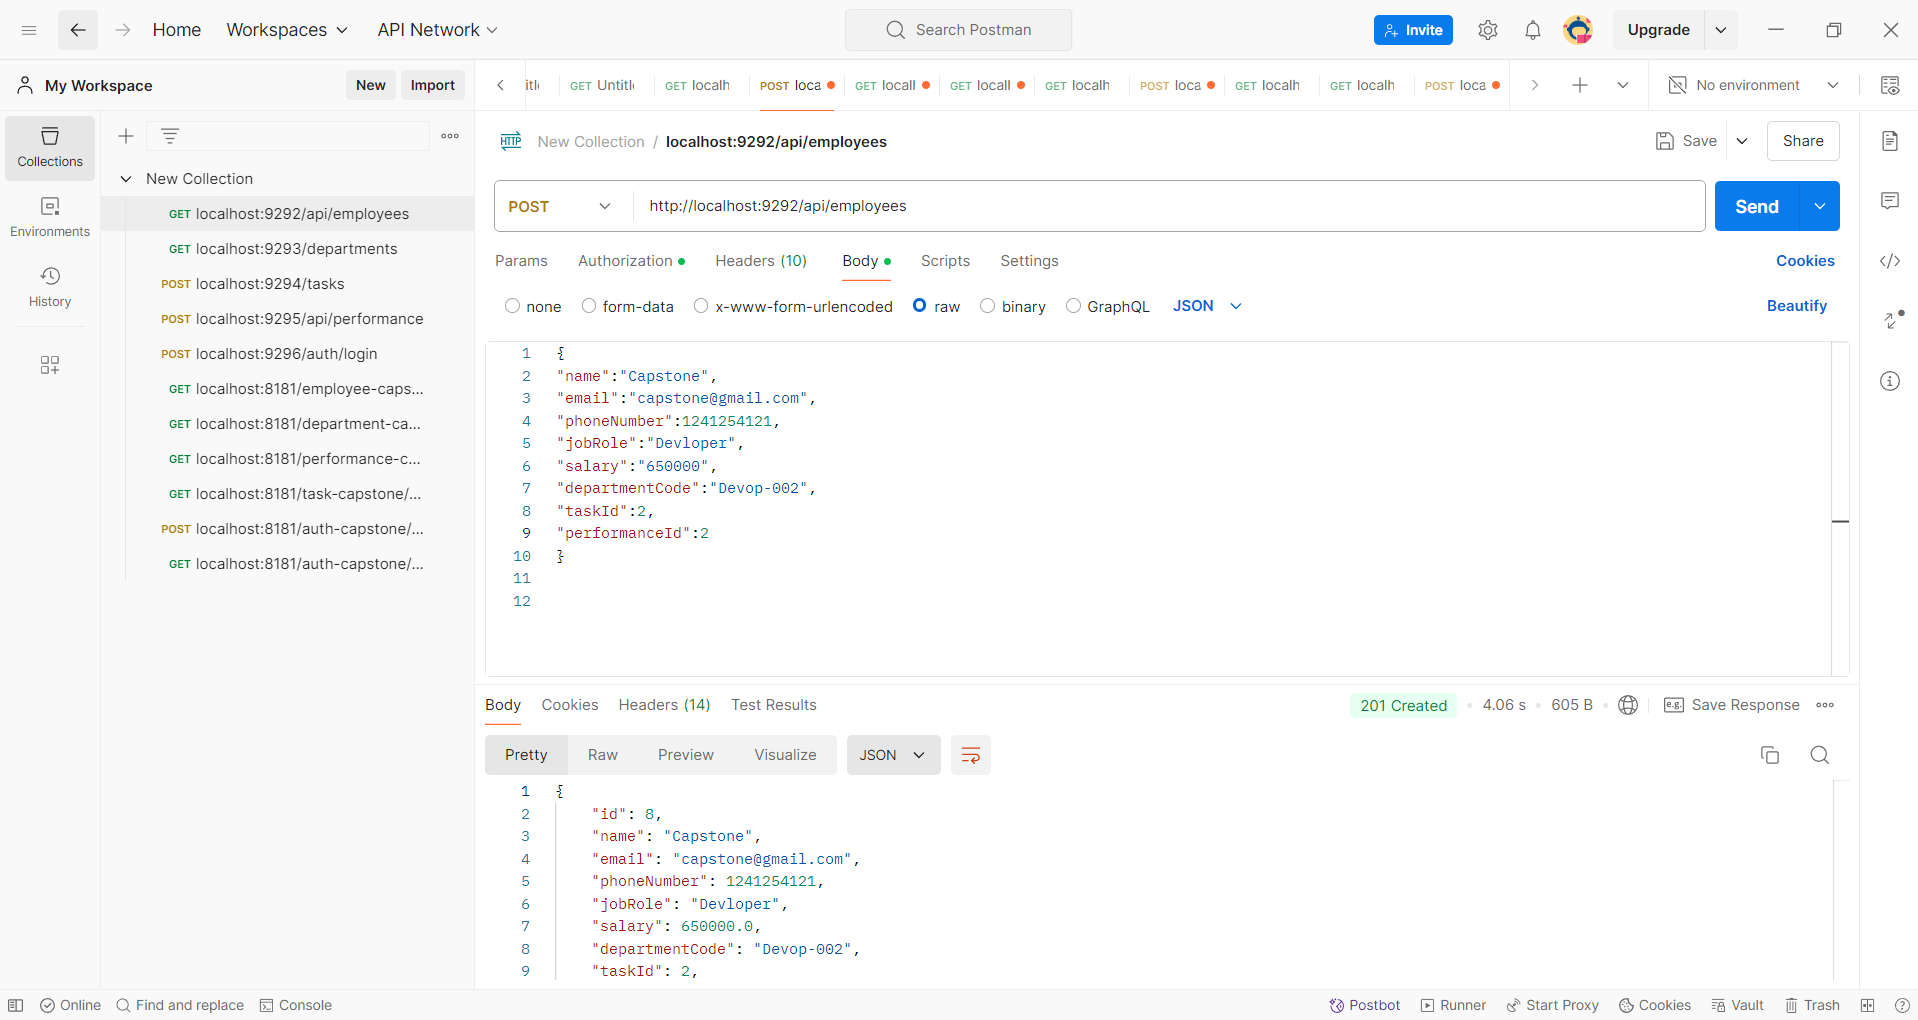 Home Workspaces API Network Search Postman Invite Upgrade
My Workspace New Import
GET Untitl GET localh POST loca GET locall GET locall GET localh POST loca GET localh GET localh POST loca No environment
Collections
Environments
History
New Collection
GET localhost:9292/api/employees
GET localhost:9293/departments
POST localhost:9294/tasks
POST localhost:9295/api/performance
POST localhost:9296/auth/login
GET localhost:8181/employee-caps...
GET localhost:8181/department-ca...
GET localhost:8181/performance-c...
GET localhost:8181/task-capstone/...
POST localhost:8181/auth-capstone/...
GET localhost:8181/auth-capstone/...
HTTP New Collection / localhost:9292/api/employees Save Share
POST http://localhost:9292/api/employees Send
Params Authorization Headers (10) Body Scripts Settings Cookies
none form-data x-www-form-urlencoded raw binary GraphQL JSON Beautify
1 {
2 "name":"Capstone",
3 "email":"capstone@gmail.com",
4 "phoneNumber":1241254121,
5 "jobRole":"Devloper",
6 "salary":"650000",
7 "departmentCode":"Devop-002",
8 "taskId":2,
9 "performanceId":2
10 }
11
12
Body Cookies Headers (14) Test Results 201 Created 4.06 s 605 B e.g. Save Response
Pretty Raw Preview Visualize JSON
1 {
2 "id": 8,
3 "name": "Capstone",
4 "email": "capstone@gmail.com",
5 "phoneNumber": 1241254121,
6 "jobRole": "Devloper",
7 "salary": 650000.0,
8 "departmentCode": "Devop-002",
9 "taskId": 2,
Online Find and replace Console Postbot Runner Start Proxy Cookies Vault Trash